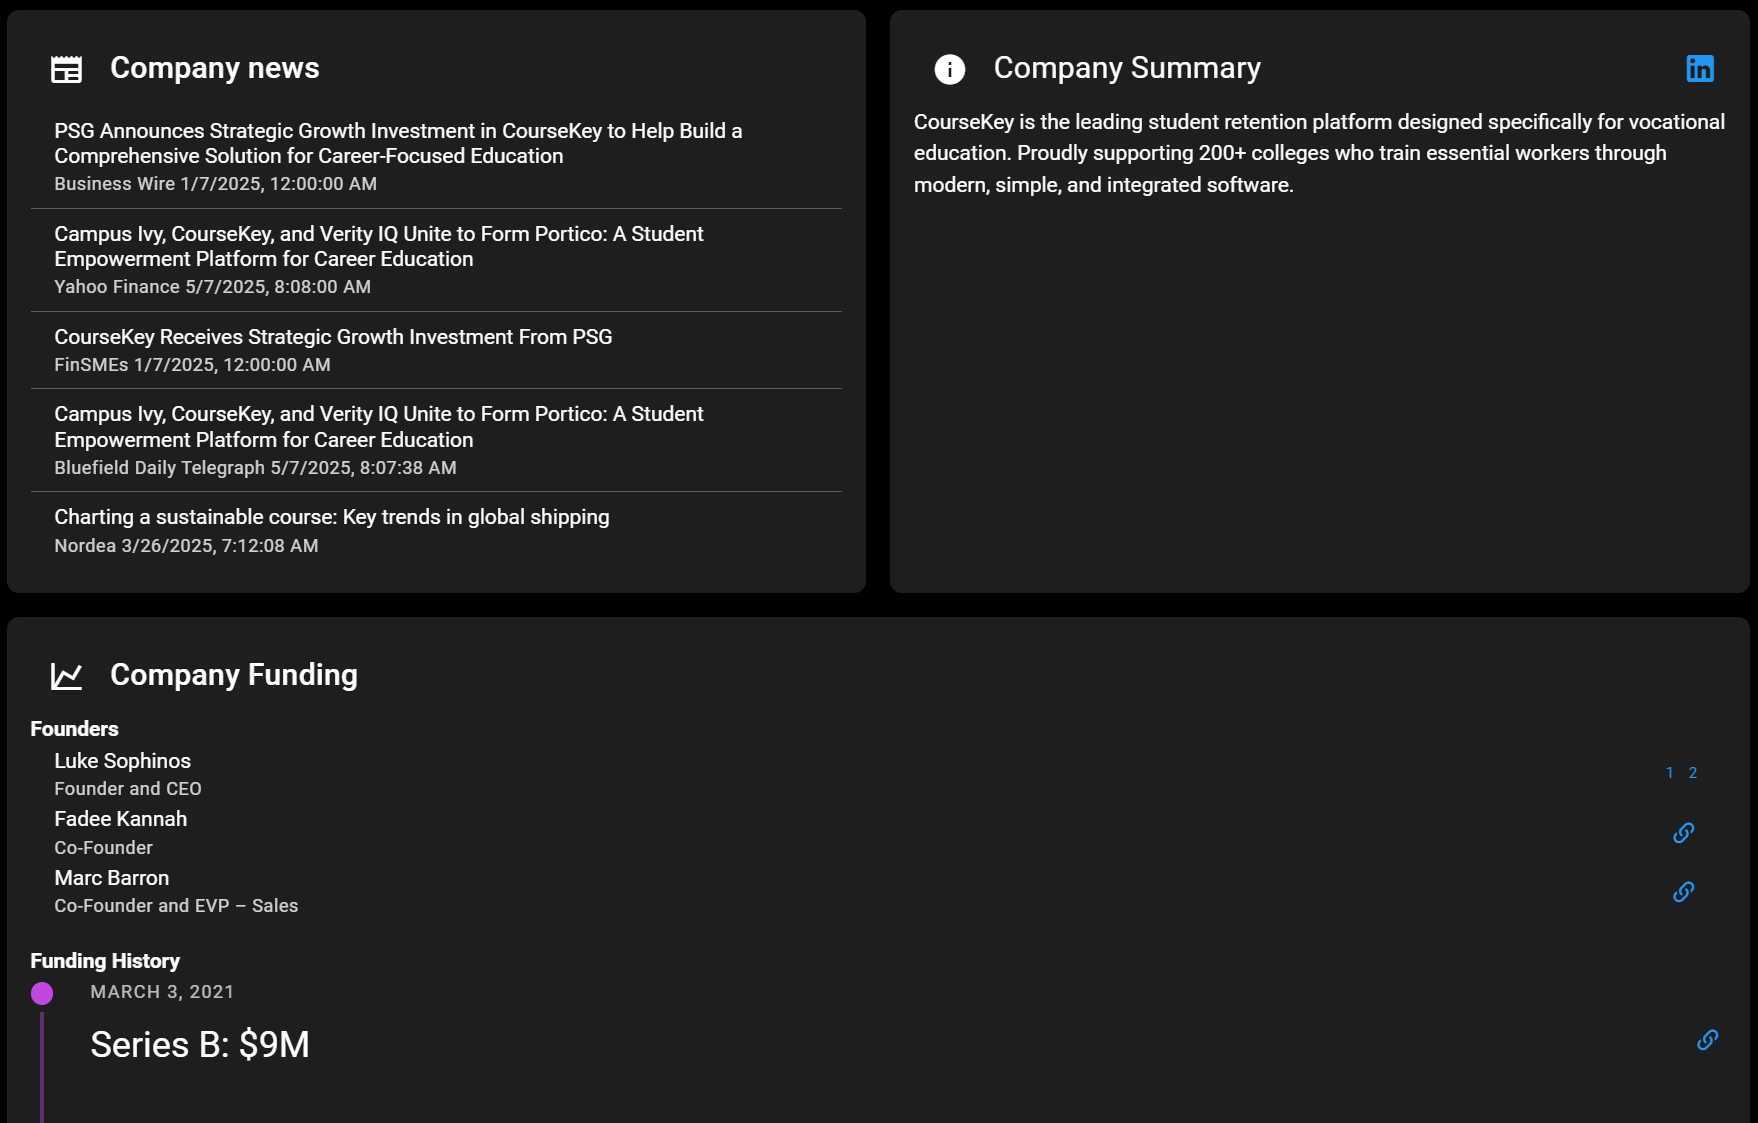 Company news
PSG Announces Strategic Growth Investment in CourseKey to Help Build a
Comprehensive Solution for Career-Focused Education
Business Wire 1/7/2025, 12:00:00 AM
Campus Ivy, CourseKey, and Verity IQ Unite to Form Portico: A Student
Empowerment Platform for Career Education
Yahoo Finance 5/7/2025, 8:08:00 AM
CourseKey Receives Strategic Growth Investment From PSG
FinSMEs 1/7/2025, 12:00:00 AM
Campus Ivy, CourseKey, and Verity IQ Unite to Form Portico: A Student
Empowerment Platform for Career Education
Bluefield Daily Telegraph 5/7/2025, 8:07:38 AM
Charting a sustainable course: Key trends in global shipping
Nordea 3/26/2025, 7:12:08 AM
Company Summary
in
CourseKey is the leading student retention platform designed specifically for vocational
education. Proudly supporting 200+ colleges who train essential workers through
modern, simple, and integrated software.
Company Funding
Founders
Luke Sophinos
Founder and CEO
1 2
Fadee Kannah
Co-Founder
Marc Barron
Co-Founder and EVP – Sales
Funding History
MARCH 3, 2021
Series B: $9M